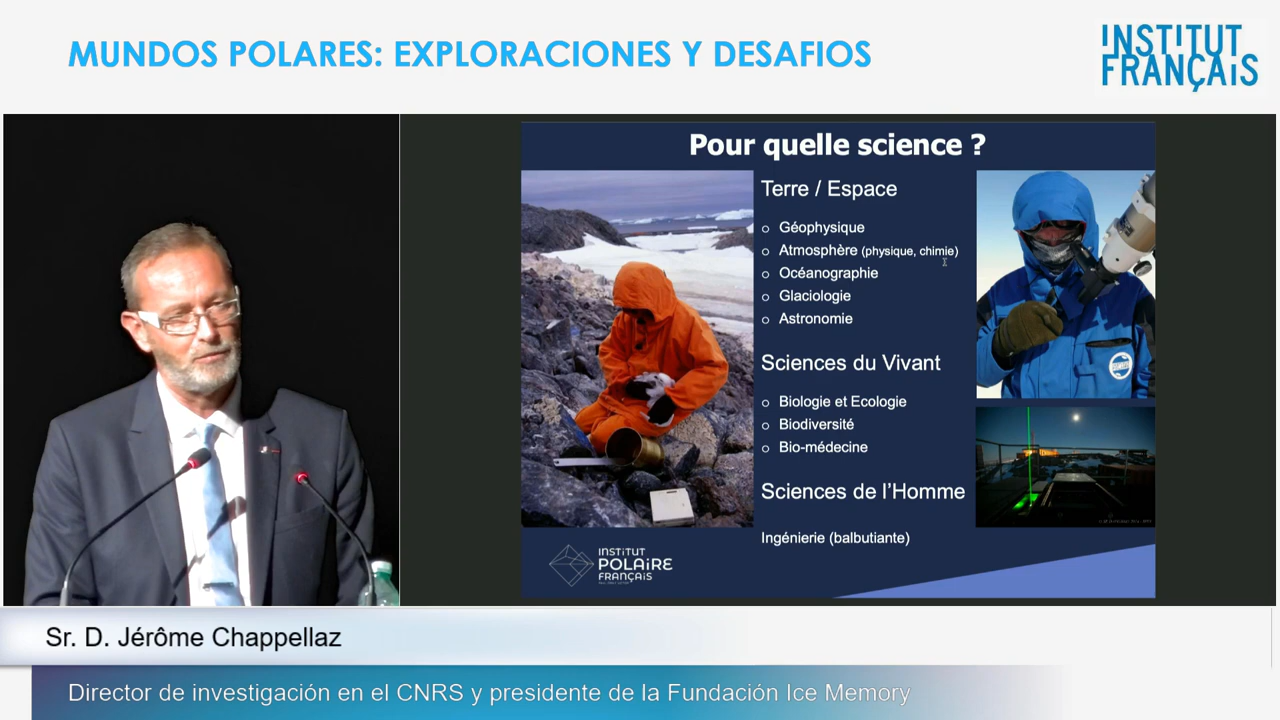 MUNDOS POLARES: EXPLORACIONES Y DESAFIOS
INSTITUT
FRANÇAIS
Pour quelle science ?
Terre / Espace
o Géophysique
o Atmosphère (physique, chimie)
o Océanographie
o Glaciologie
o Astronomie
Sciences du Vivant
o Biologie et Ecologie
o Biodiversité
o Bio-médecine
Sciences de l'Homme
Ingénierie (balbutiante)
INSTITUT
POLAIRE
FRANÇAIS
Sr. D. Jérôme Chappellaz
Director de investigación en el CNRS y presidente de la Fundación Ice Memory